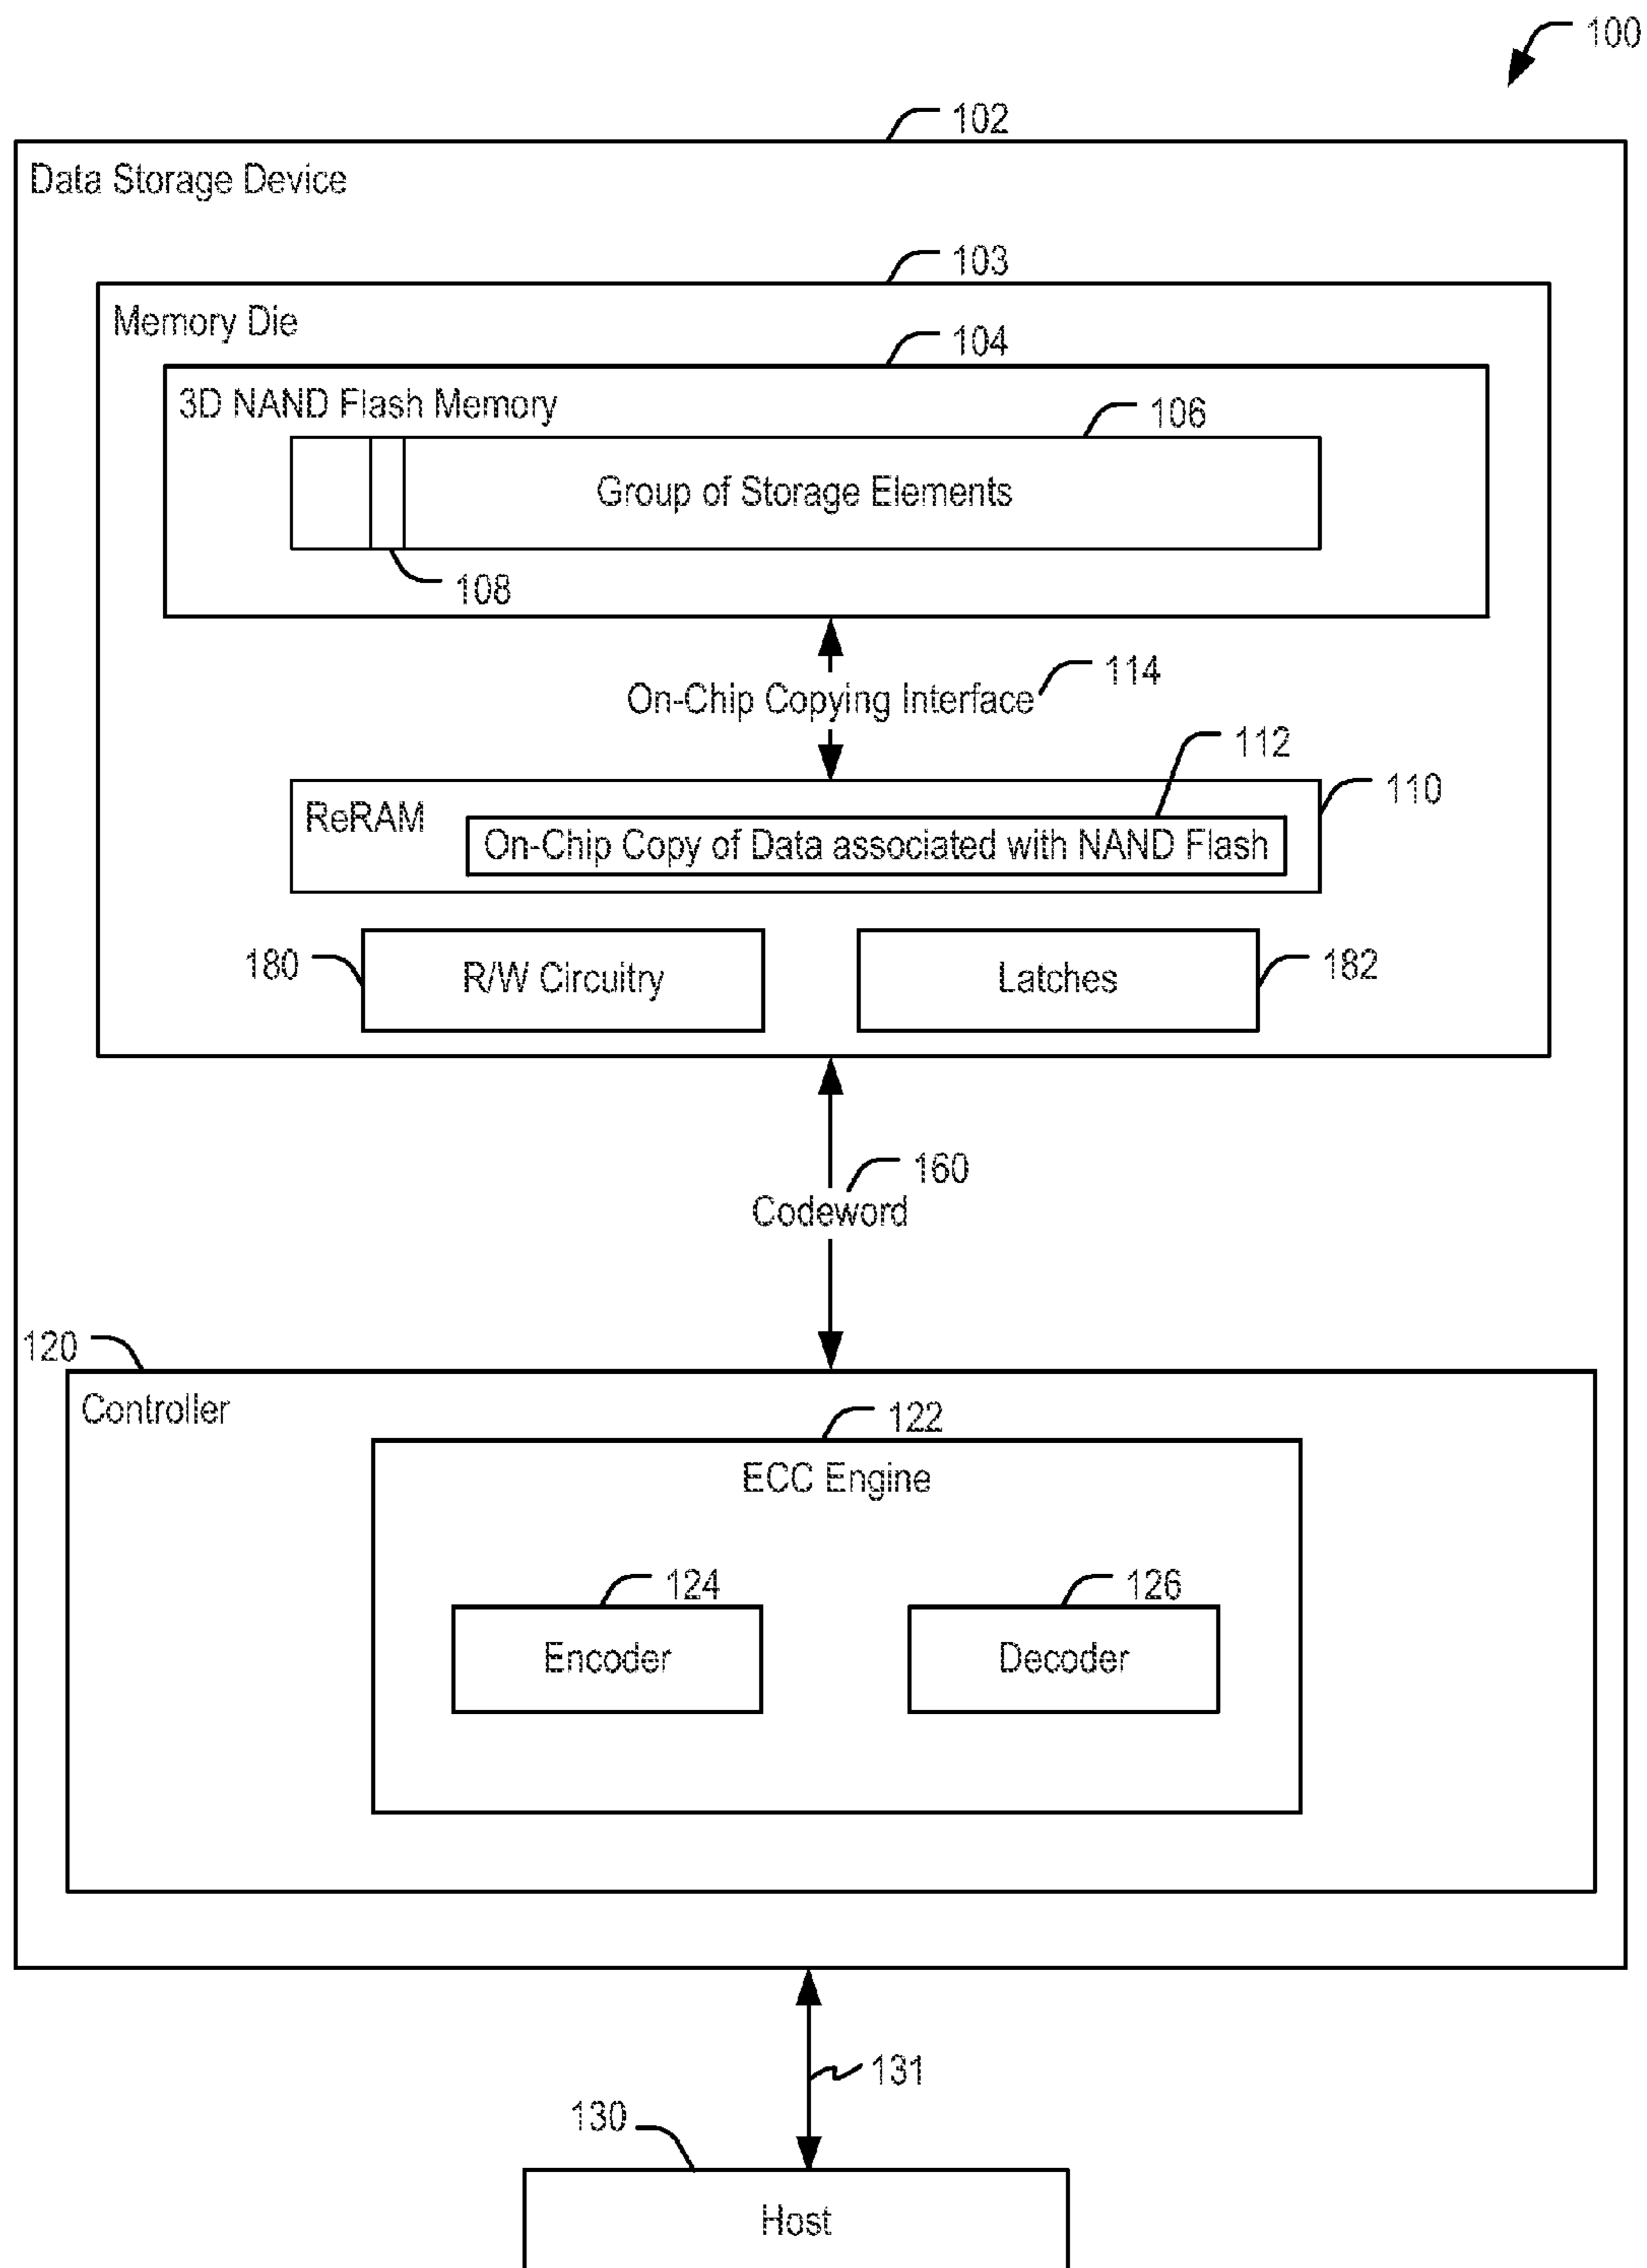 100
102
Data Storage Device
103
Memory Die
104
3D NAND Flash Memory
106
Group of Storage Elements
108
On-Chip Copying Interface
114
112
110
ReRAM
On-Chip Copy of Data associated with NAND Flash
180
R/W Circuitry
Latches
182
160
Codeword
120
Controller
122
ECC Engine
124
126
Encoder
Decoder
131
130
Host